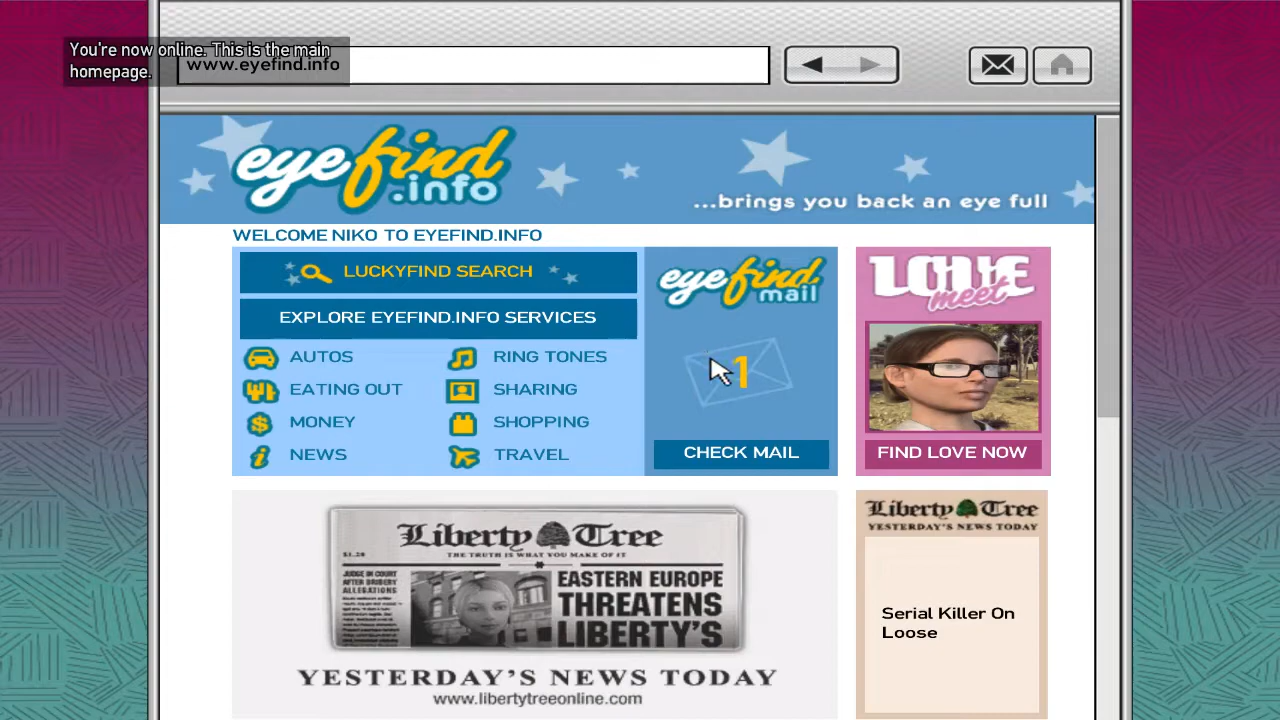 You're now online. This is the main
homepage.
www.eyefind.info
eyefind
.info
...brings you back an eye full
WELCOME NIKO TO EYEFIND.INFO
LUCKYFIND SEARCH
EXPLORE EYEFIND.INFO SERVICES
AUTOS
RING TONES
EATING OUT
SHARING
MONEY
SHOPPING
NEWS
TRAVEL
eyefind
mail
1
CHECK MAIL
LOVE
meet
FIND LOVE NOW
Liberty Tree
THE TRUTH IS WHAT YOU MAKE OF IT
$1.20
JUDGE IN COURT
AFTER BRIBERY
ALLEGATIONS
EASTERN EUROPE
THREATENS
LIBERTY'S
YESTERDAY'S NEWS TODAY
www.libertytreeonline.com
Liberty Tree
YESTERDAY'S NEWS TODAY
Serial Killer On
Loose